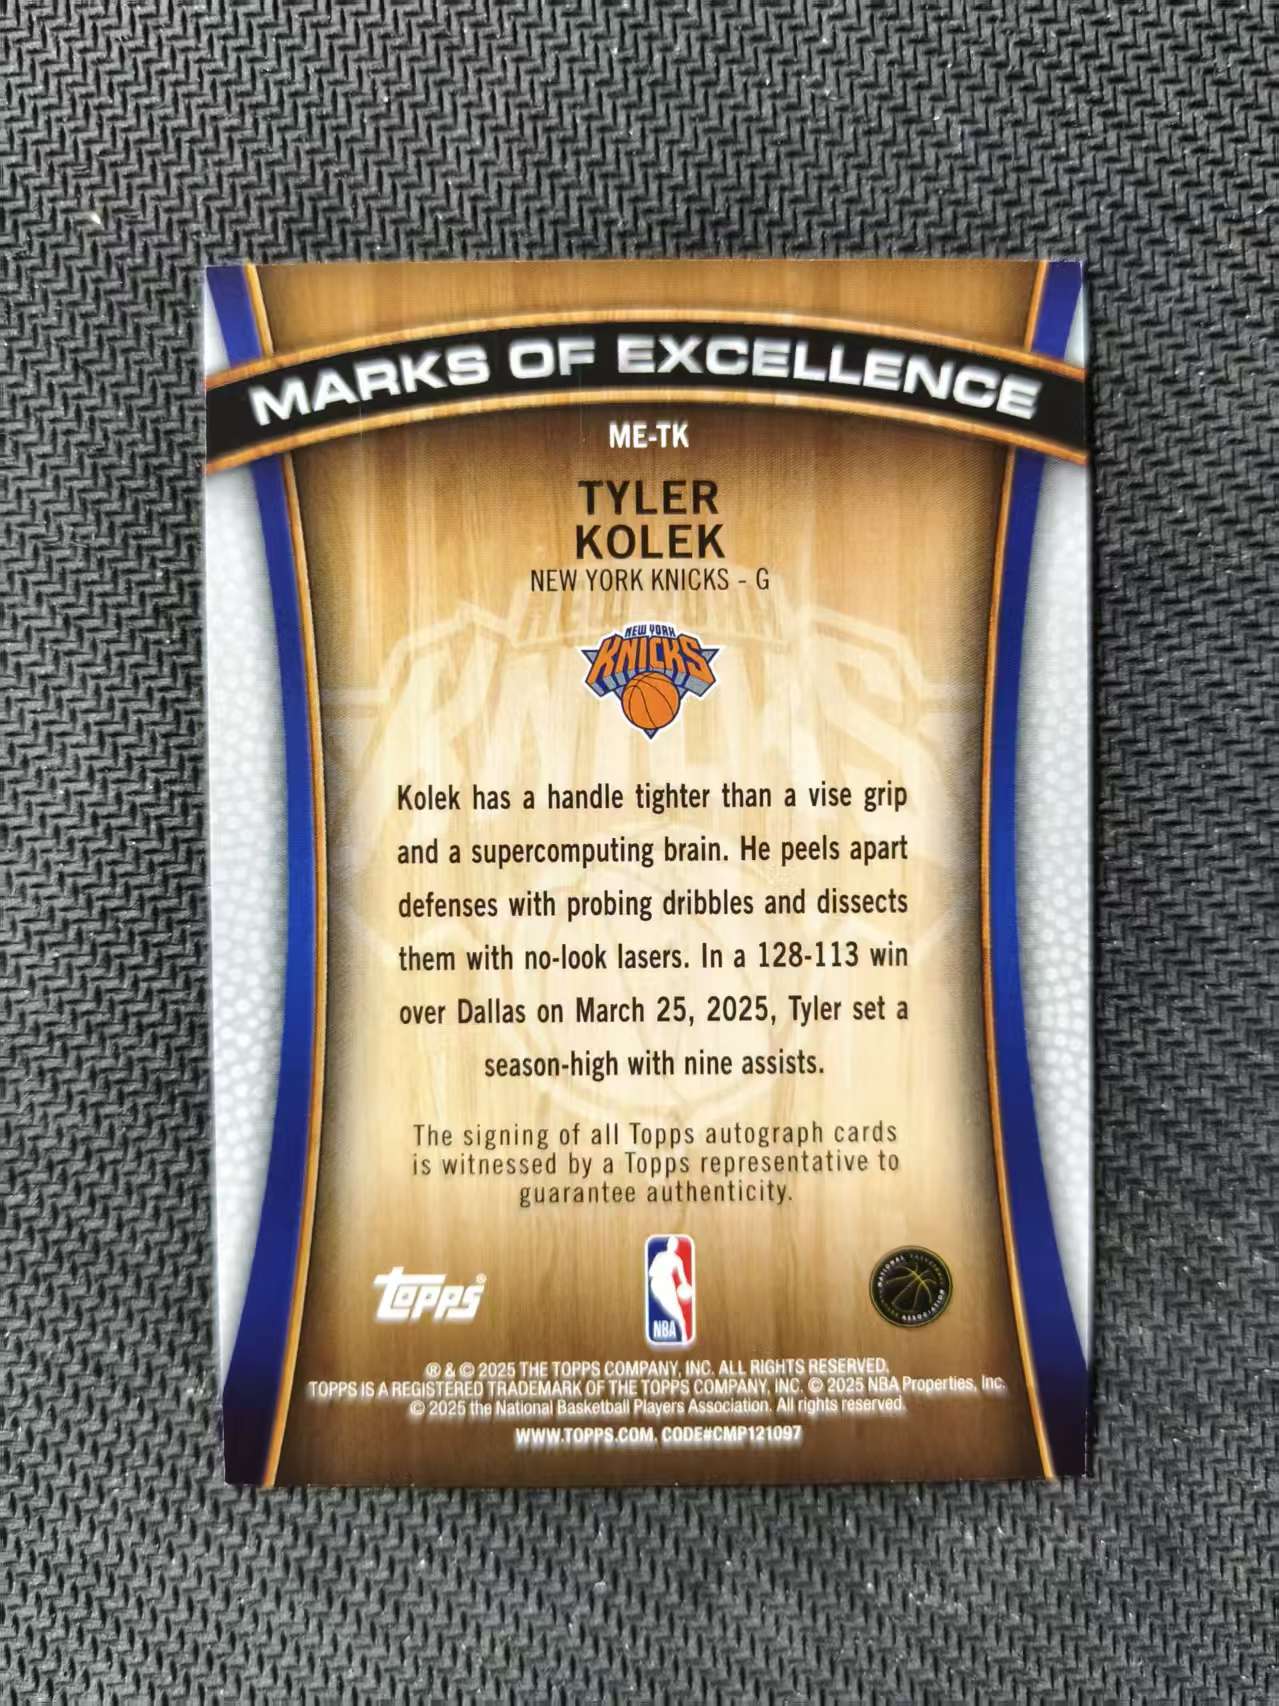 MARKS OF EXCELLENCE
ME-TK
TYLER
KOLEK
NEW YORK KNICKS - G
NEW YORK
KNICKS
Kolek has a handle tighter than a vise grip
and a supercomputing brain. He peels apart
defenses with probing dribbles and dissects
them with no-look lasers. In a 128-113 win
over Dallas on March 25, 2025, Tyler set a
season-high with nine assists.
The signing of all Topps autograph cards
is witnessed by a Topps representative to
guarantee authenticity.
topps®
NBA
® & © 2025 THE TOPPS COMPANY, INC. ALL RIGHTS RESERVED.
TOPPS IS A REGISTERED TRADEMARK OF THE TOPPS COMPANY, INC. © 2025 NBA Properties, Inc.
© 2025 the National Basketball Players Association. All rights reserved.
WWW.TOPPS.COM. CODE#CMP121097